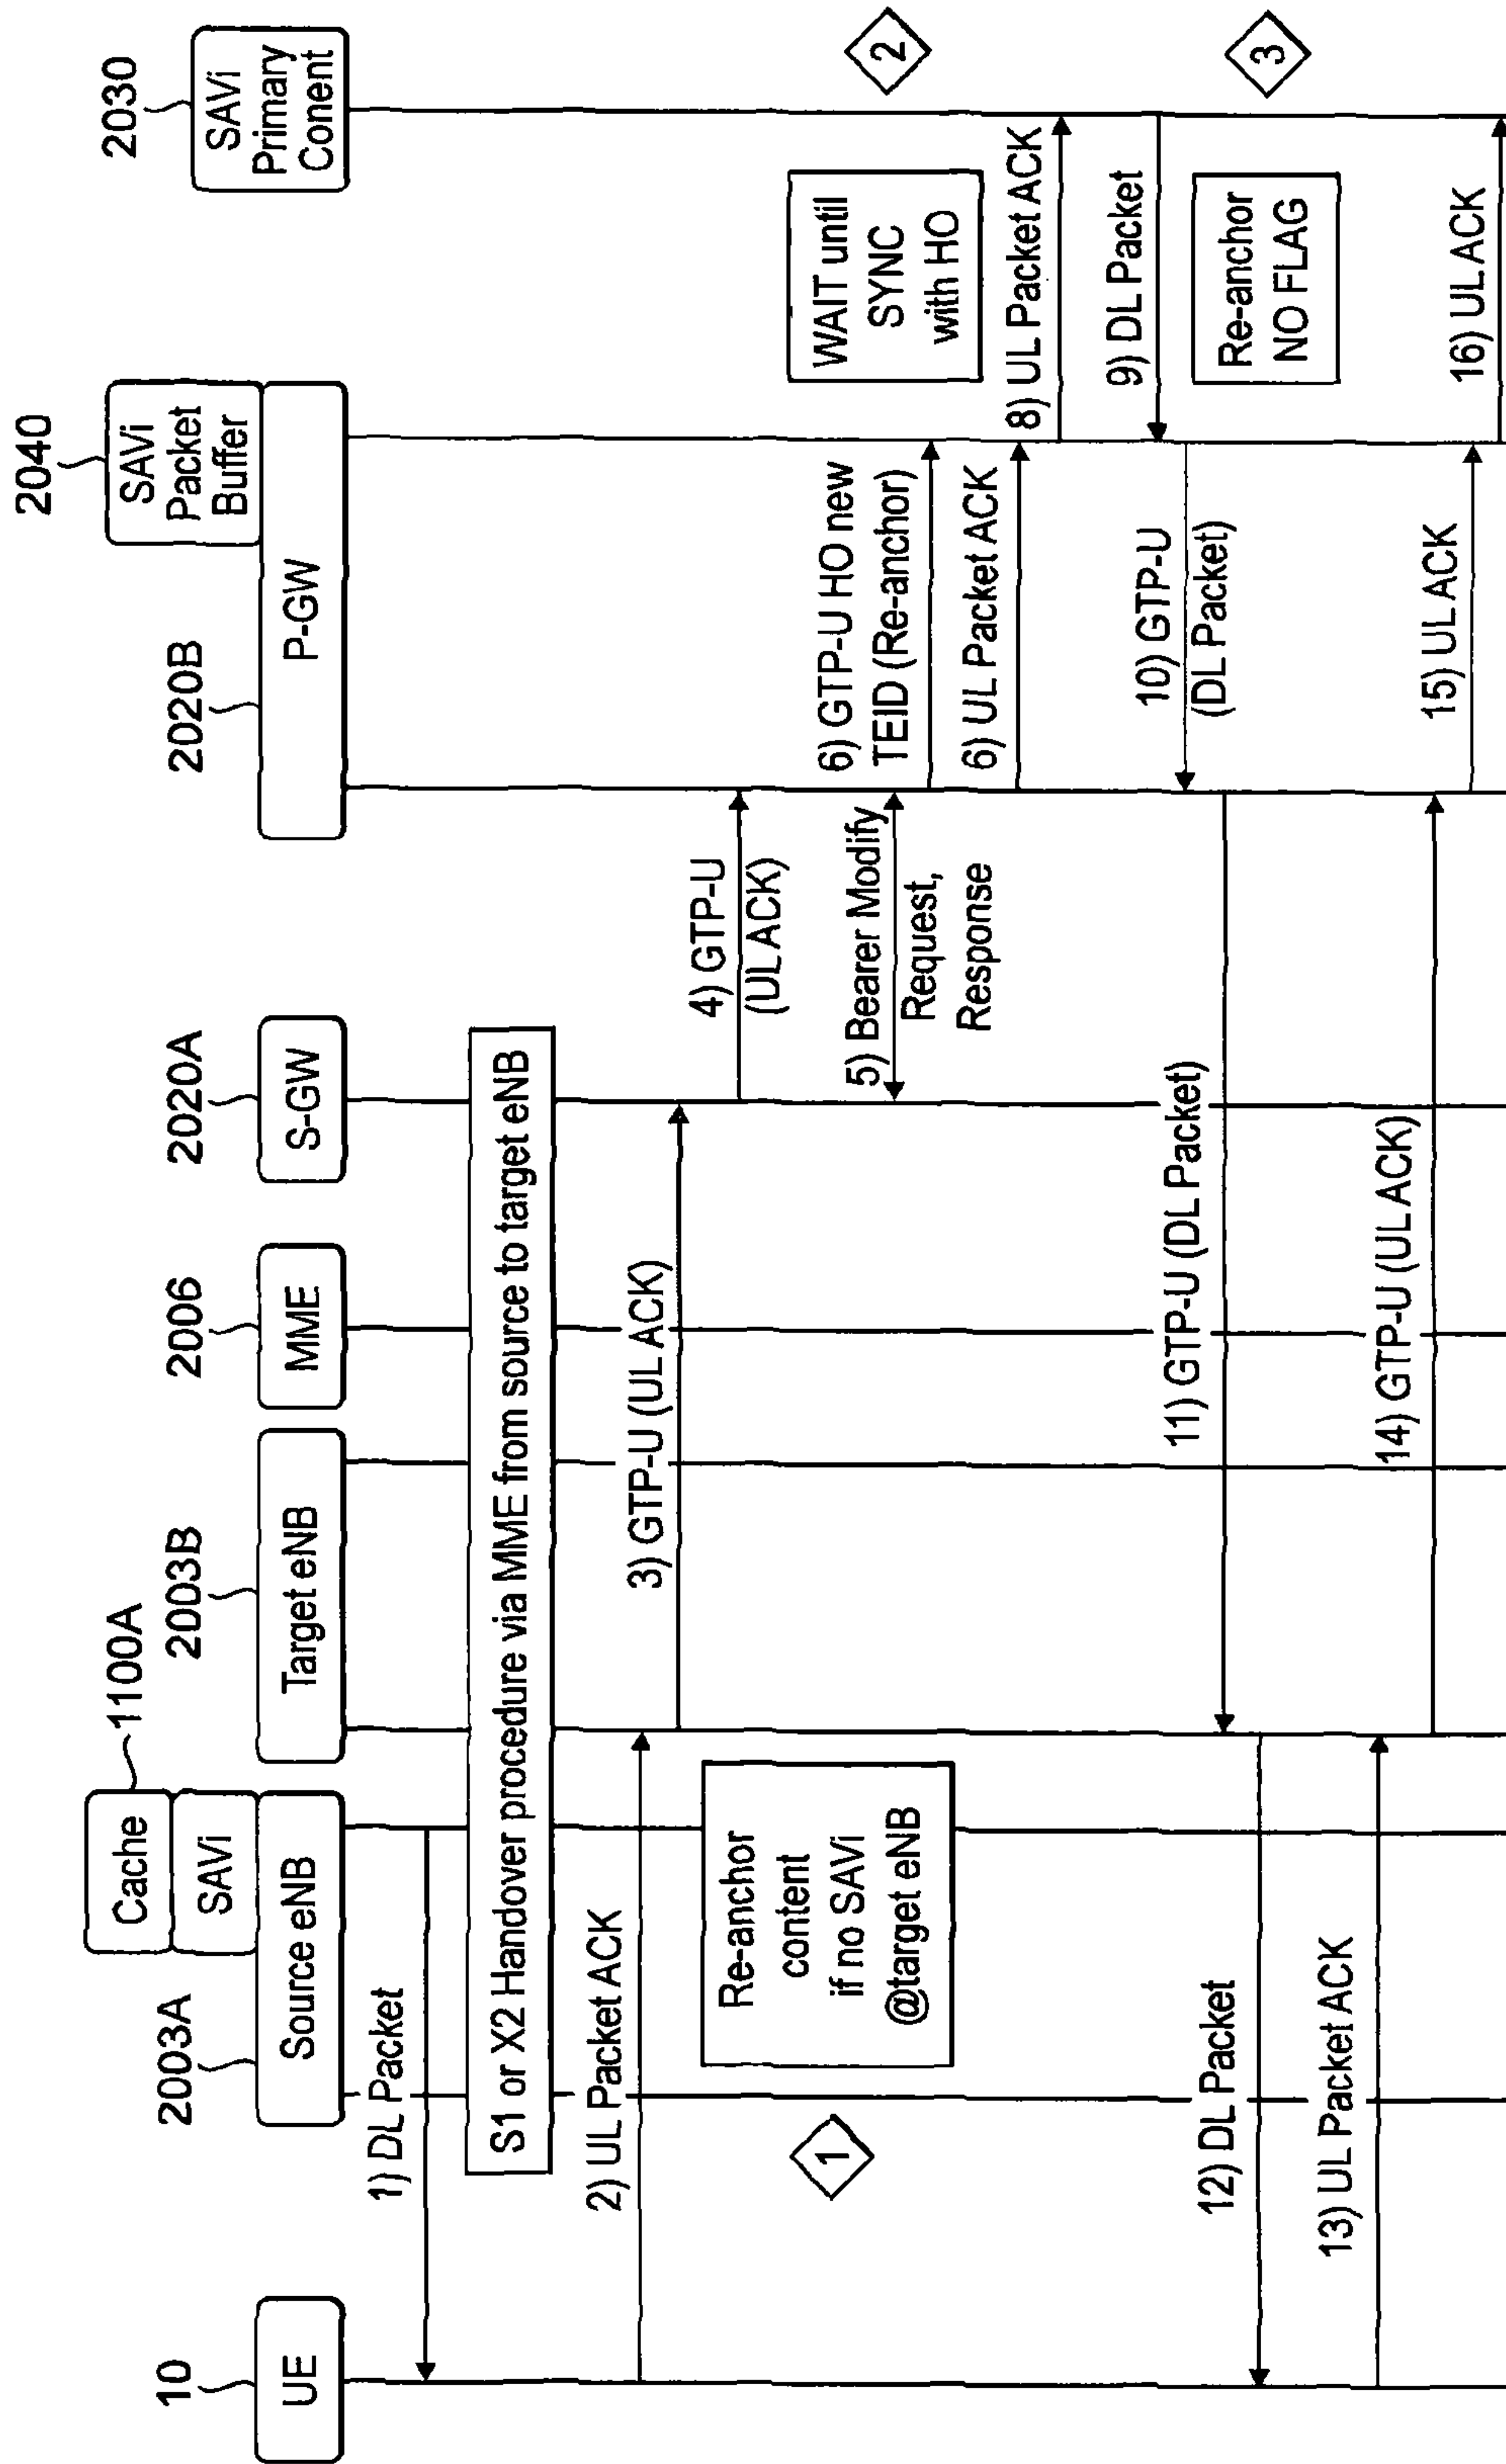 10
UE
2003A
Source eNB
SAVi
Cache
1100A
2003B
Target eNB
2006
MME
2020A
S-GW
2020B
P-GW
2040
SAVi
Packet
Buffer
2030
SAVi
Primary
Conent
1) DL Packet
S1 or X2 Handover procedure via MME from source to target eNB
2) UL Packet ACK
3) GTP-U (UL ACK)
4) GTP-U
(UL ACK)
Re-anchor
content
if no SAVi
@target eNB
1
5) Bearer Modify
Request,
Response
6) GTP-U HO new
TEID (Re-anchor)
WAIT until
SYNC
with HO
2
6) UL Packet ACK
8) UL Packet ACK
9) DL Packet
10) GTP-U
(DL Packet)
Re-anchor
NO FLAG
3
11) GTP-U (DL Packet)
12) DL Packet
13) UL Packet ACK
14) GTP-U (UL ACK)
15) UL ACK
16) UL ACK